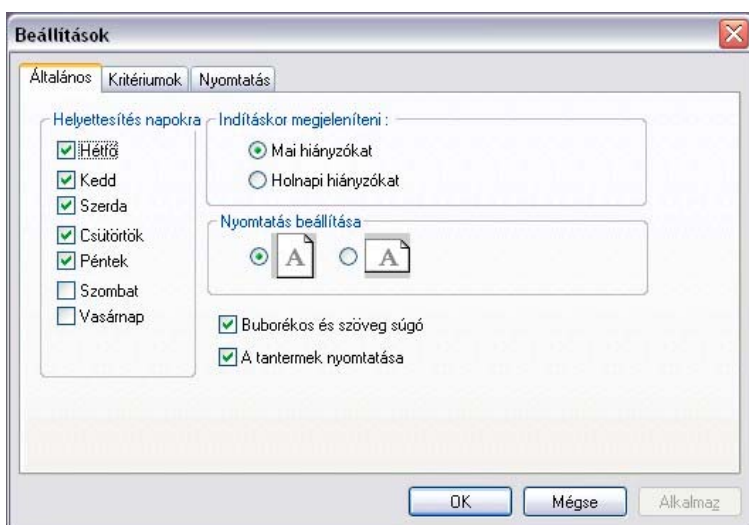 Beállítások
Általános Kritériumok Nyomtatás
Helyettesítés napokra
Hétfő
Kedd
Szerda
Csütörtök
Péntek
Szombat
Vasárnap
Indításkor megjeleníteni :
Mai hiányzókat
Holnapi hiányzókat
Nyomtatás beállítása
A A
Buborékos és szöveg súgó
A tantermek nyomtatása
OK Mégse Alkalmaz